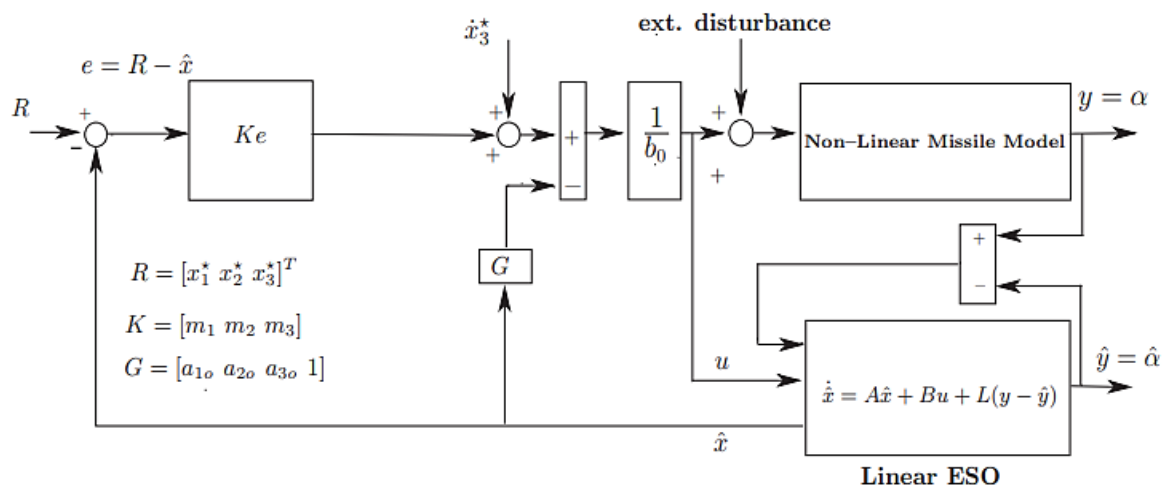 ẋ₃*
ext. disturbance
e = R − x̂
R
+
-
Ke
+
+
+
−
1/b₀
+
+
Non–Linear Missile Model
y = α
G
+
−
R = [x₁* x₂* x₃*]ᵀ
K = [m₁ m₂ m₃]
G = [a₁ₒ a₂ₒ a₃ₒ 1]
u
x̂̇ = Ax̂ + Bu + L(y − ŷ)
ŷ = α̂
x̂
Linear ESO